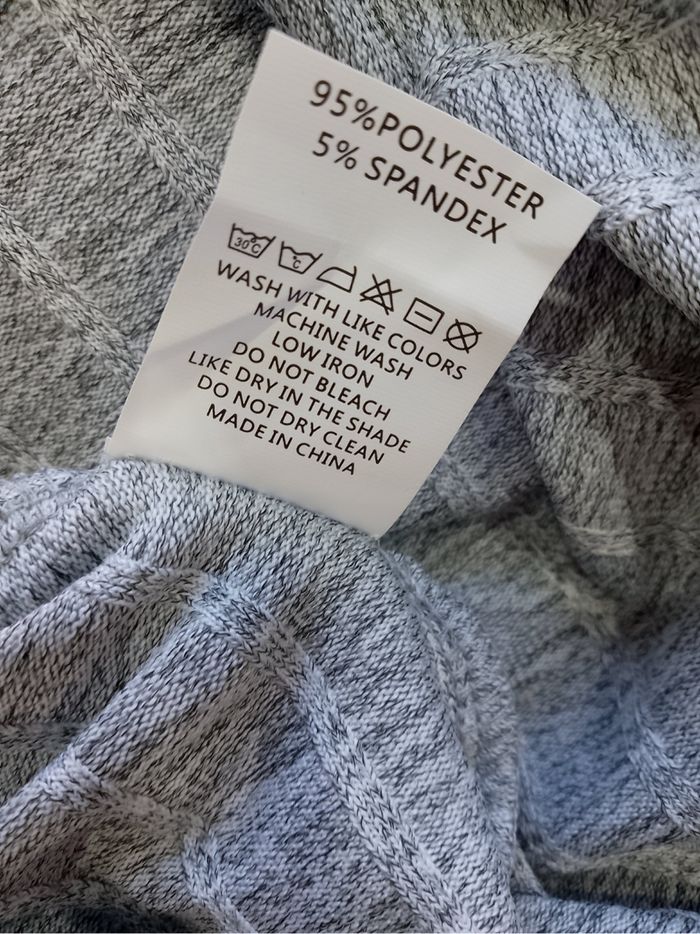 95%POLYESTER
5% SPANDEX
30°C °C
WASH WITH LIKE COLORS
MACHINE WASH
LOW IRON
DO NOT BLEACH
LIKE DRY IN THE SHADE
DO NOT DRY CLEAN
MADE IN CHINA